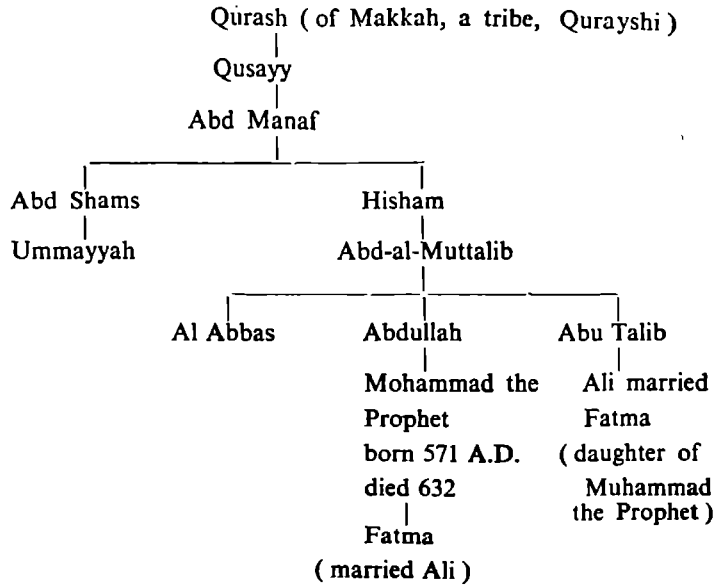 Qurash ( of Makkah, a tribe, Qurayshi )
Qusayy
Abd Manaf
Abd Shams Hisham
Ummayyah Abd-al-Muttalib
Al Abbas Abdullah Abu Talib
Mohammad the Ali married
Prophet Fatma
born 571 A.D. ( daughter of
died 632 Muhammad
the Prophet )
Fatma
( married Ali )